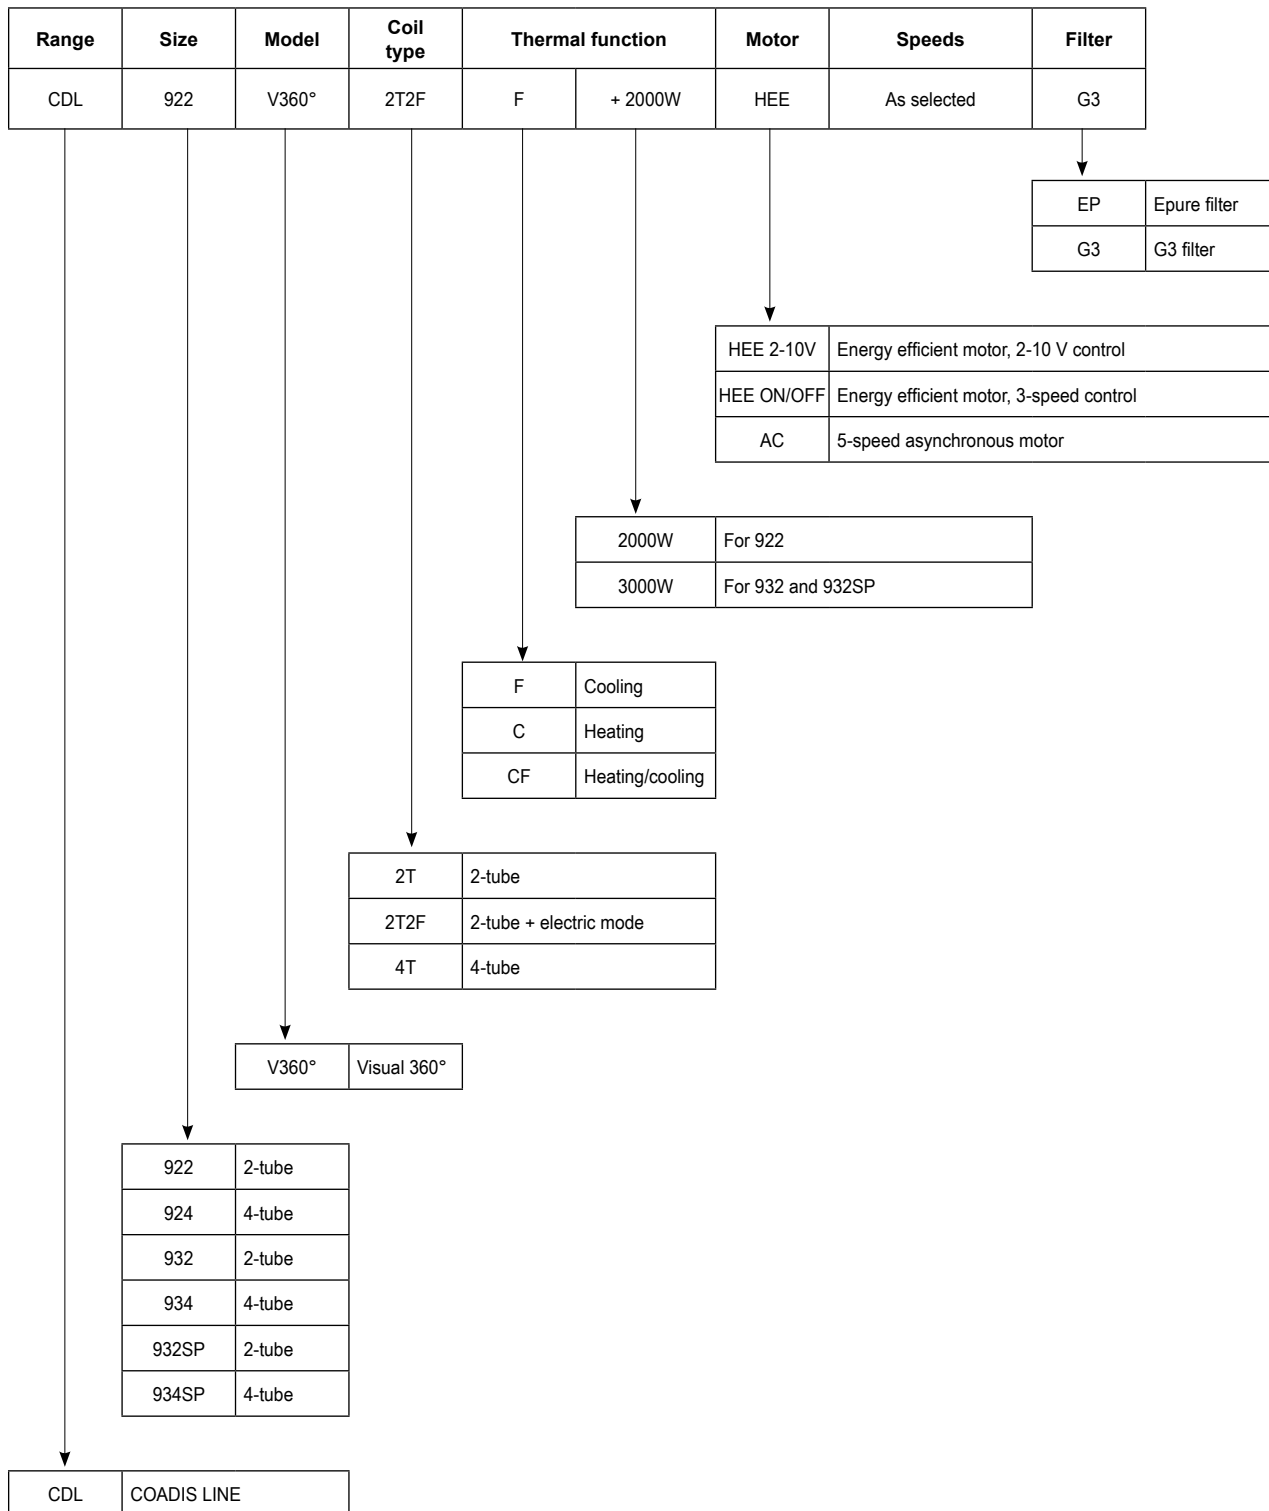 Range Size Model Coil type Thermal function Motor Speeds Filter
CDL 922 V360° 2T2F F + 2000W HEE As selected G3
EP Epure filter
G3 G3 filter
HEE 2-10V Energy efficient motor, 2-10 V control
HEE ON/OFF Energy efficient motor, 3-speed control
AC 5-speed asynchronous motor
2000W For 922
3000W For 932 and 932SP
F Cooling
C Heating
CF Heating/cooling
2T 2-tube
2T2F 2-tube + electric mode
4T 4-tube
V360° Visual 360°
922 2-tube
924 4-tube
932 2-tube
934 4-tube
932SP 2-tube
934SP 4-tube
CDL COADIS LINE